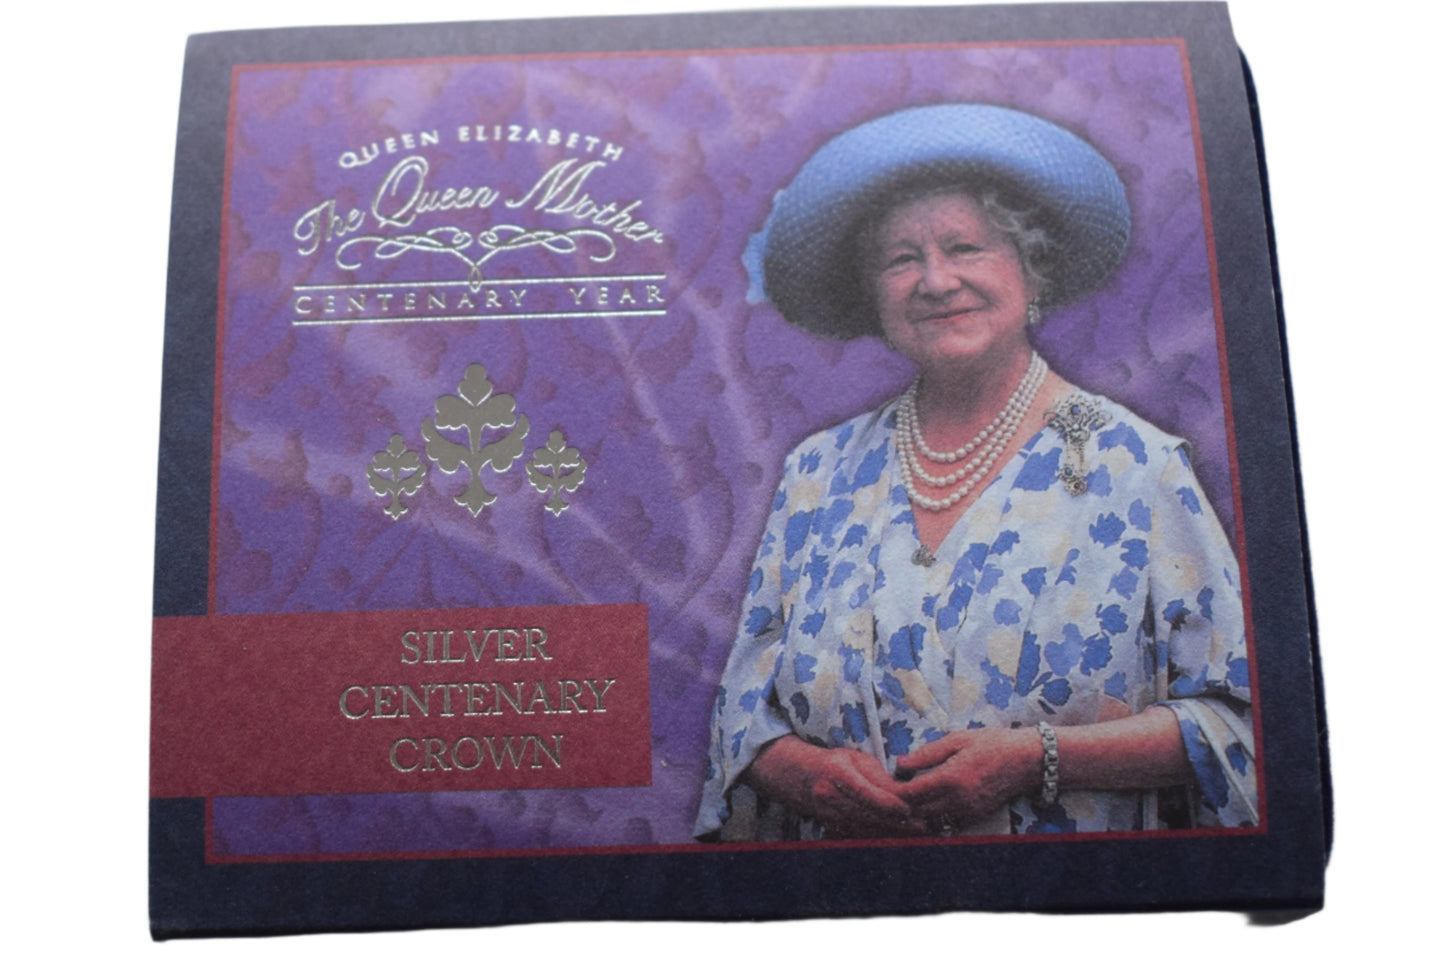 QUEEN ELIZABETH
The Queen Mother
CENTENARY YEAR
SILVER
CENTENARY
CROWN